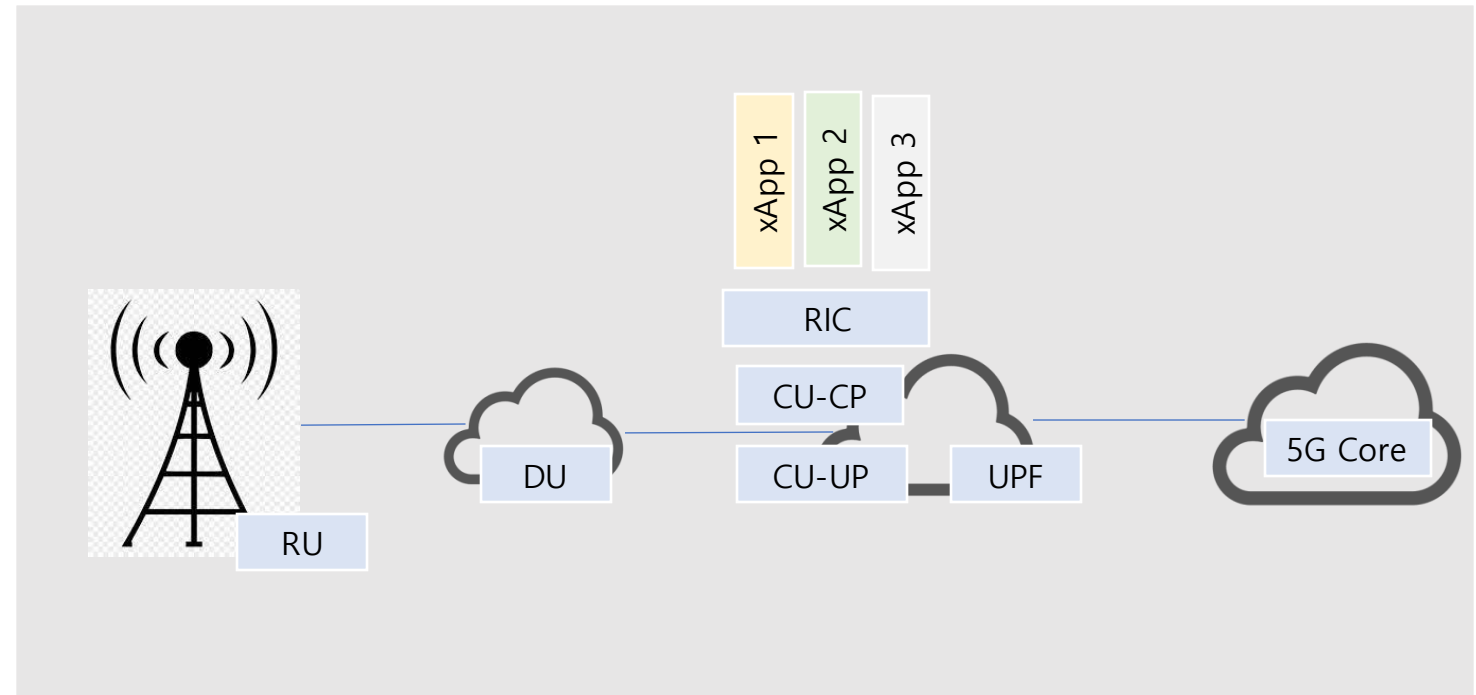 xApp 1
xApp 2
xApp 3
RIC
CU-CP
DU
CU-UP
UPF
5G Core
RU